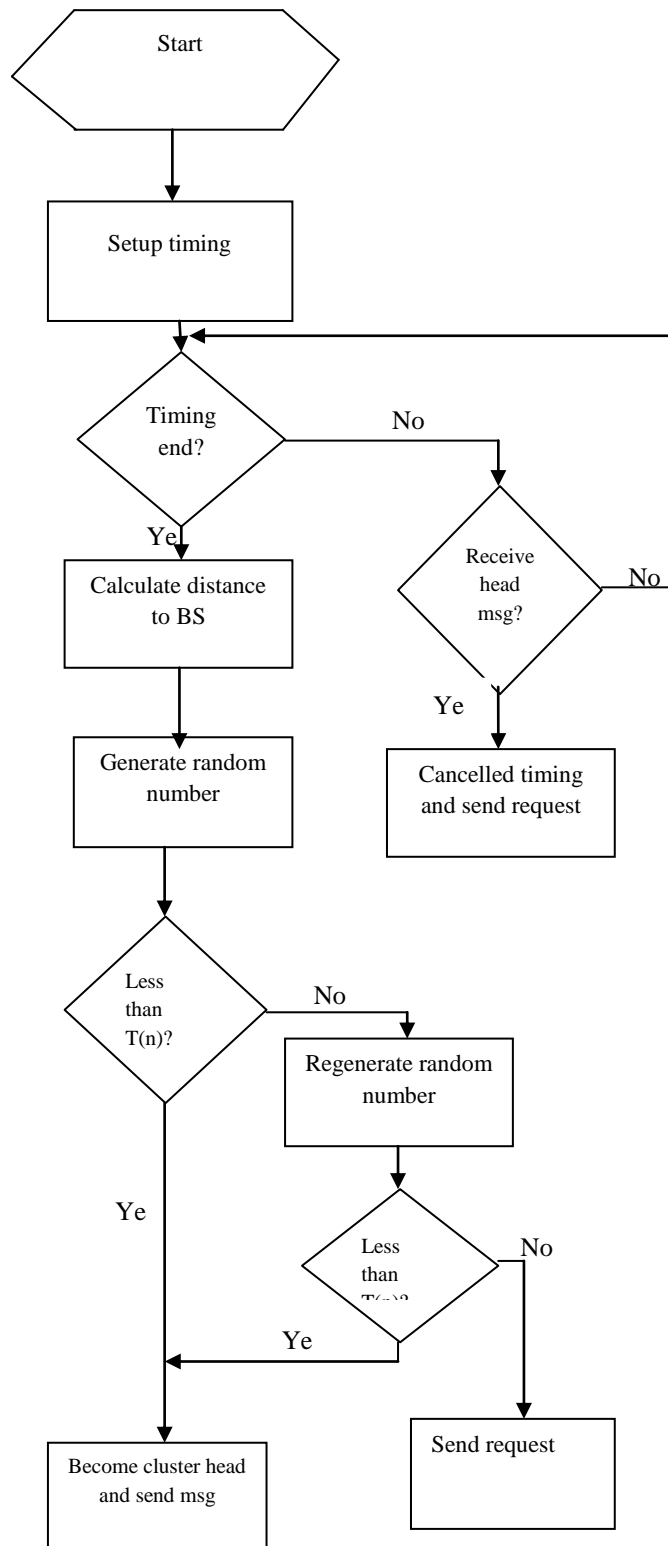 Start
Setup timing
Timing
end?
No
Ye
Receive
head
msg?
No
Calculate distance
to BS
Ye
Generate random
number
Cancelled timing
and send request
Less
than
T(n)?
No
Regenerate random
number
Ye
Less
than
T(n)?
No
Ye
Send request
Become cluster head
and send msg